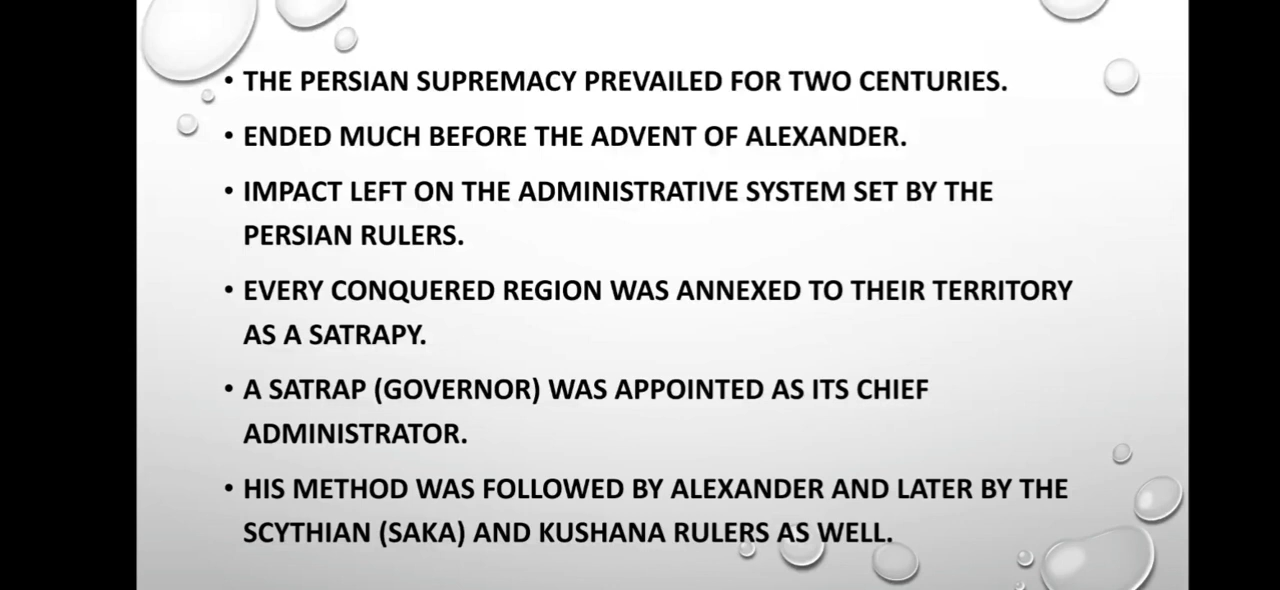 • THE PERSIAN SUPREMACY PREVAILED FOR TWO CENTURIES.
• ENDED MUCH BEFORE THE ADVENT OF ALEXANDER.
• IMPACT LEFT ON THE ADMINISTRATIVE SYSTEM SET BY THE
PERSIAN RULERS.
• EVERY CONQUERED REGION WAS ANNEXED TO THEIR TERRITORY
AS A SATRAPY.
• A SATRAP (GOVERNOR) WAS APPOINTED AS ITS CHIEF
ADMINISTRATOR.
• HIS METHOD WAS FOLLOWED BY ALEXANDER AND LATER BY THE
SCYTHIAN (SAKA) AND KUSHANA RULERS AS WELL.